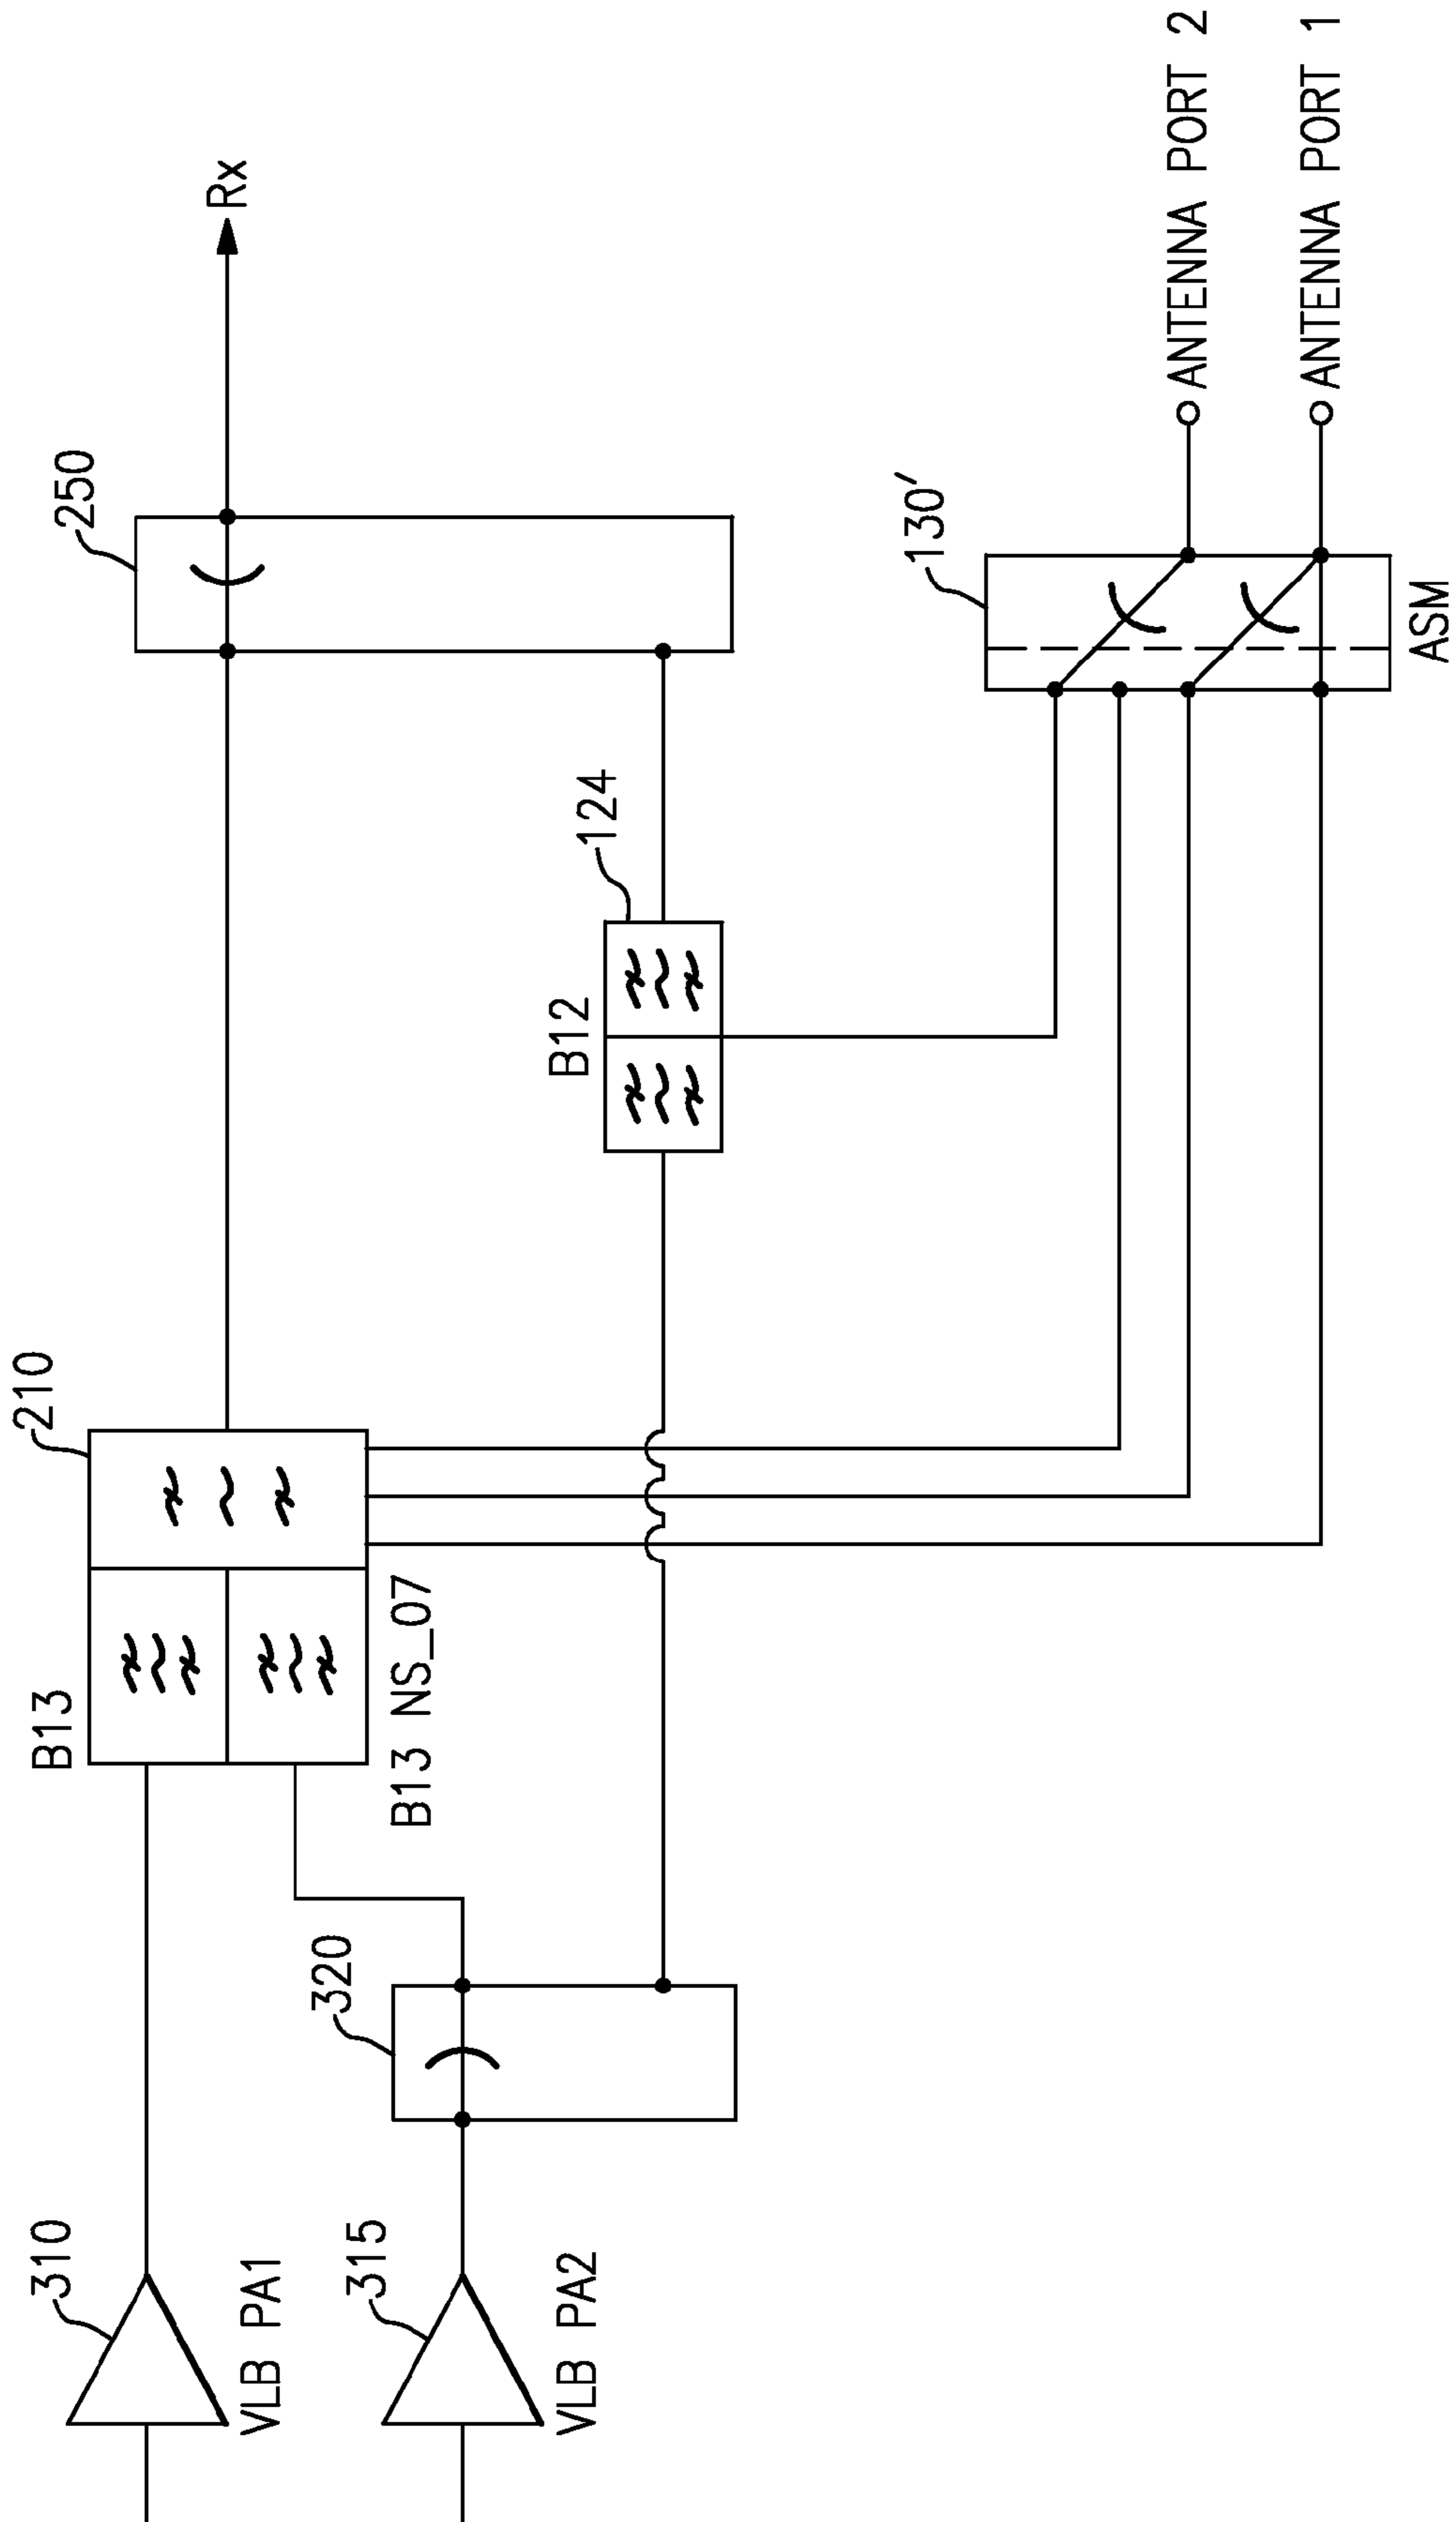 310
VLB PA1
315
VLB PA2
320
B13
B13 NS_07
210
B12
124
250
Rx
130′
ASM
ANTENNA PORT 2
ANTENNA PORT 1